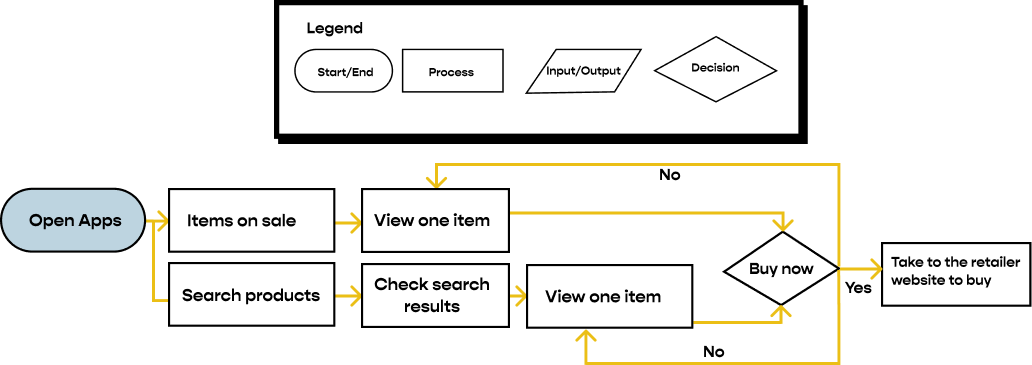 Legend
Start/End
Process
Input/Output
Decision
No
Open Apps
Items on sale
View one item
Buy now
Yes
Take to the retailer
website to buy
Search products
Check search
results
View one item
No